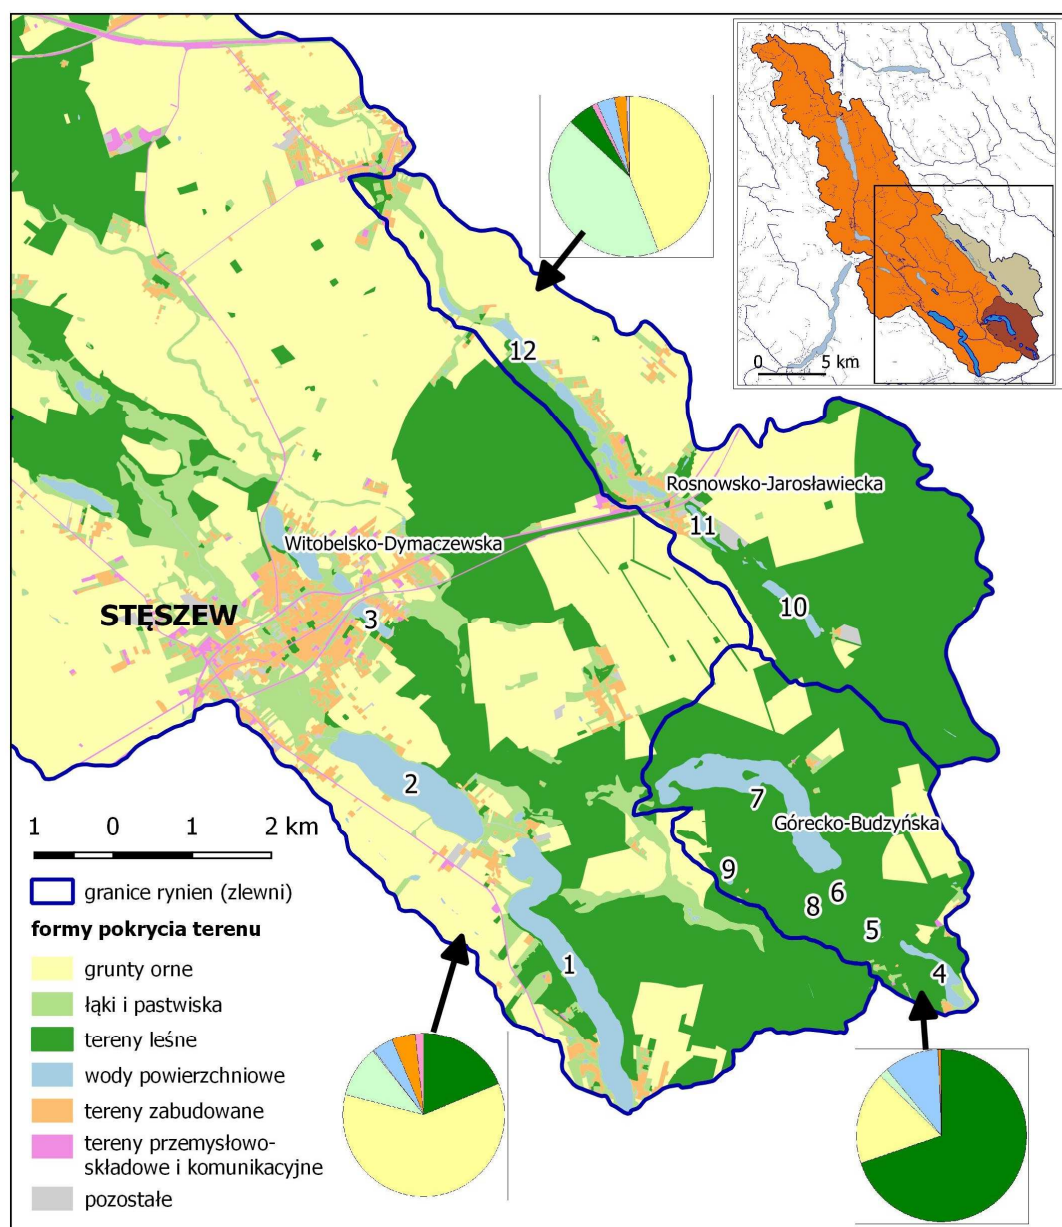 0 5 km
12
Rosnowsko-Jarosławiecka
11
Witobelsko-Dymaczewska
10
STĘSZEW
3
2
7
Górecko-Budzyńska
1 0 1 2 km
9
6
8
granice rynien (zlewni)
5
formy pokrycia terenu
1
4
grunty orne
łąki i pastwiska
tereny leśne
wody powierzchniowe
tereny zabudowane
tereny przemysłowo-
składowe i komunikacyjne
pozostałe